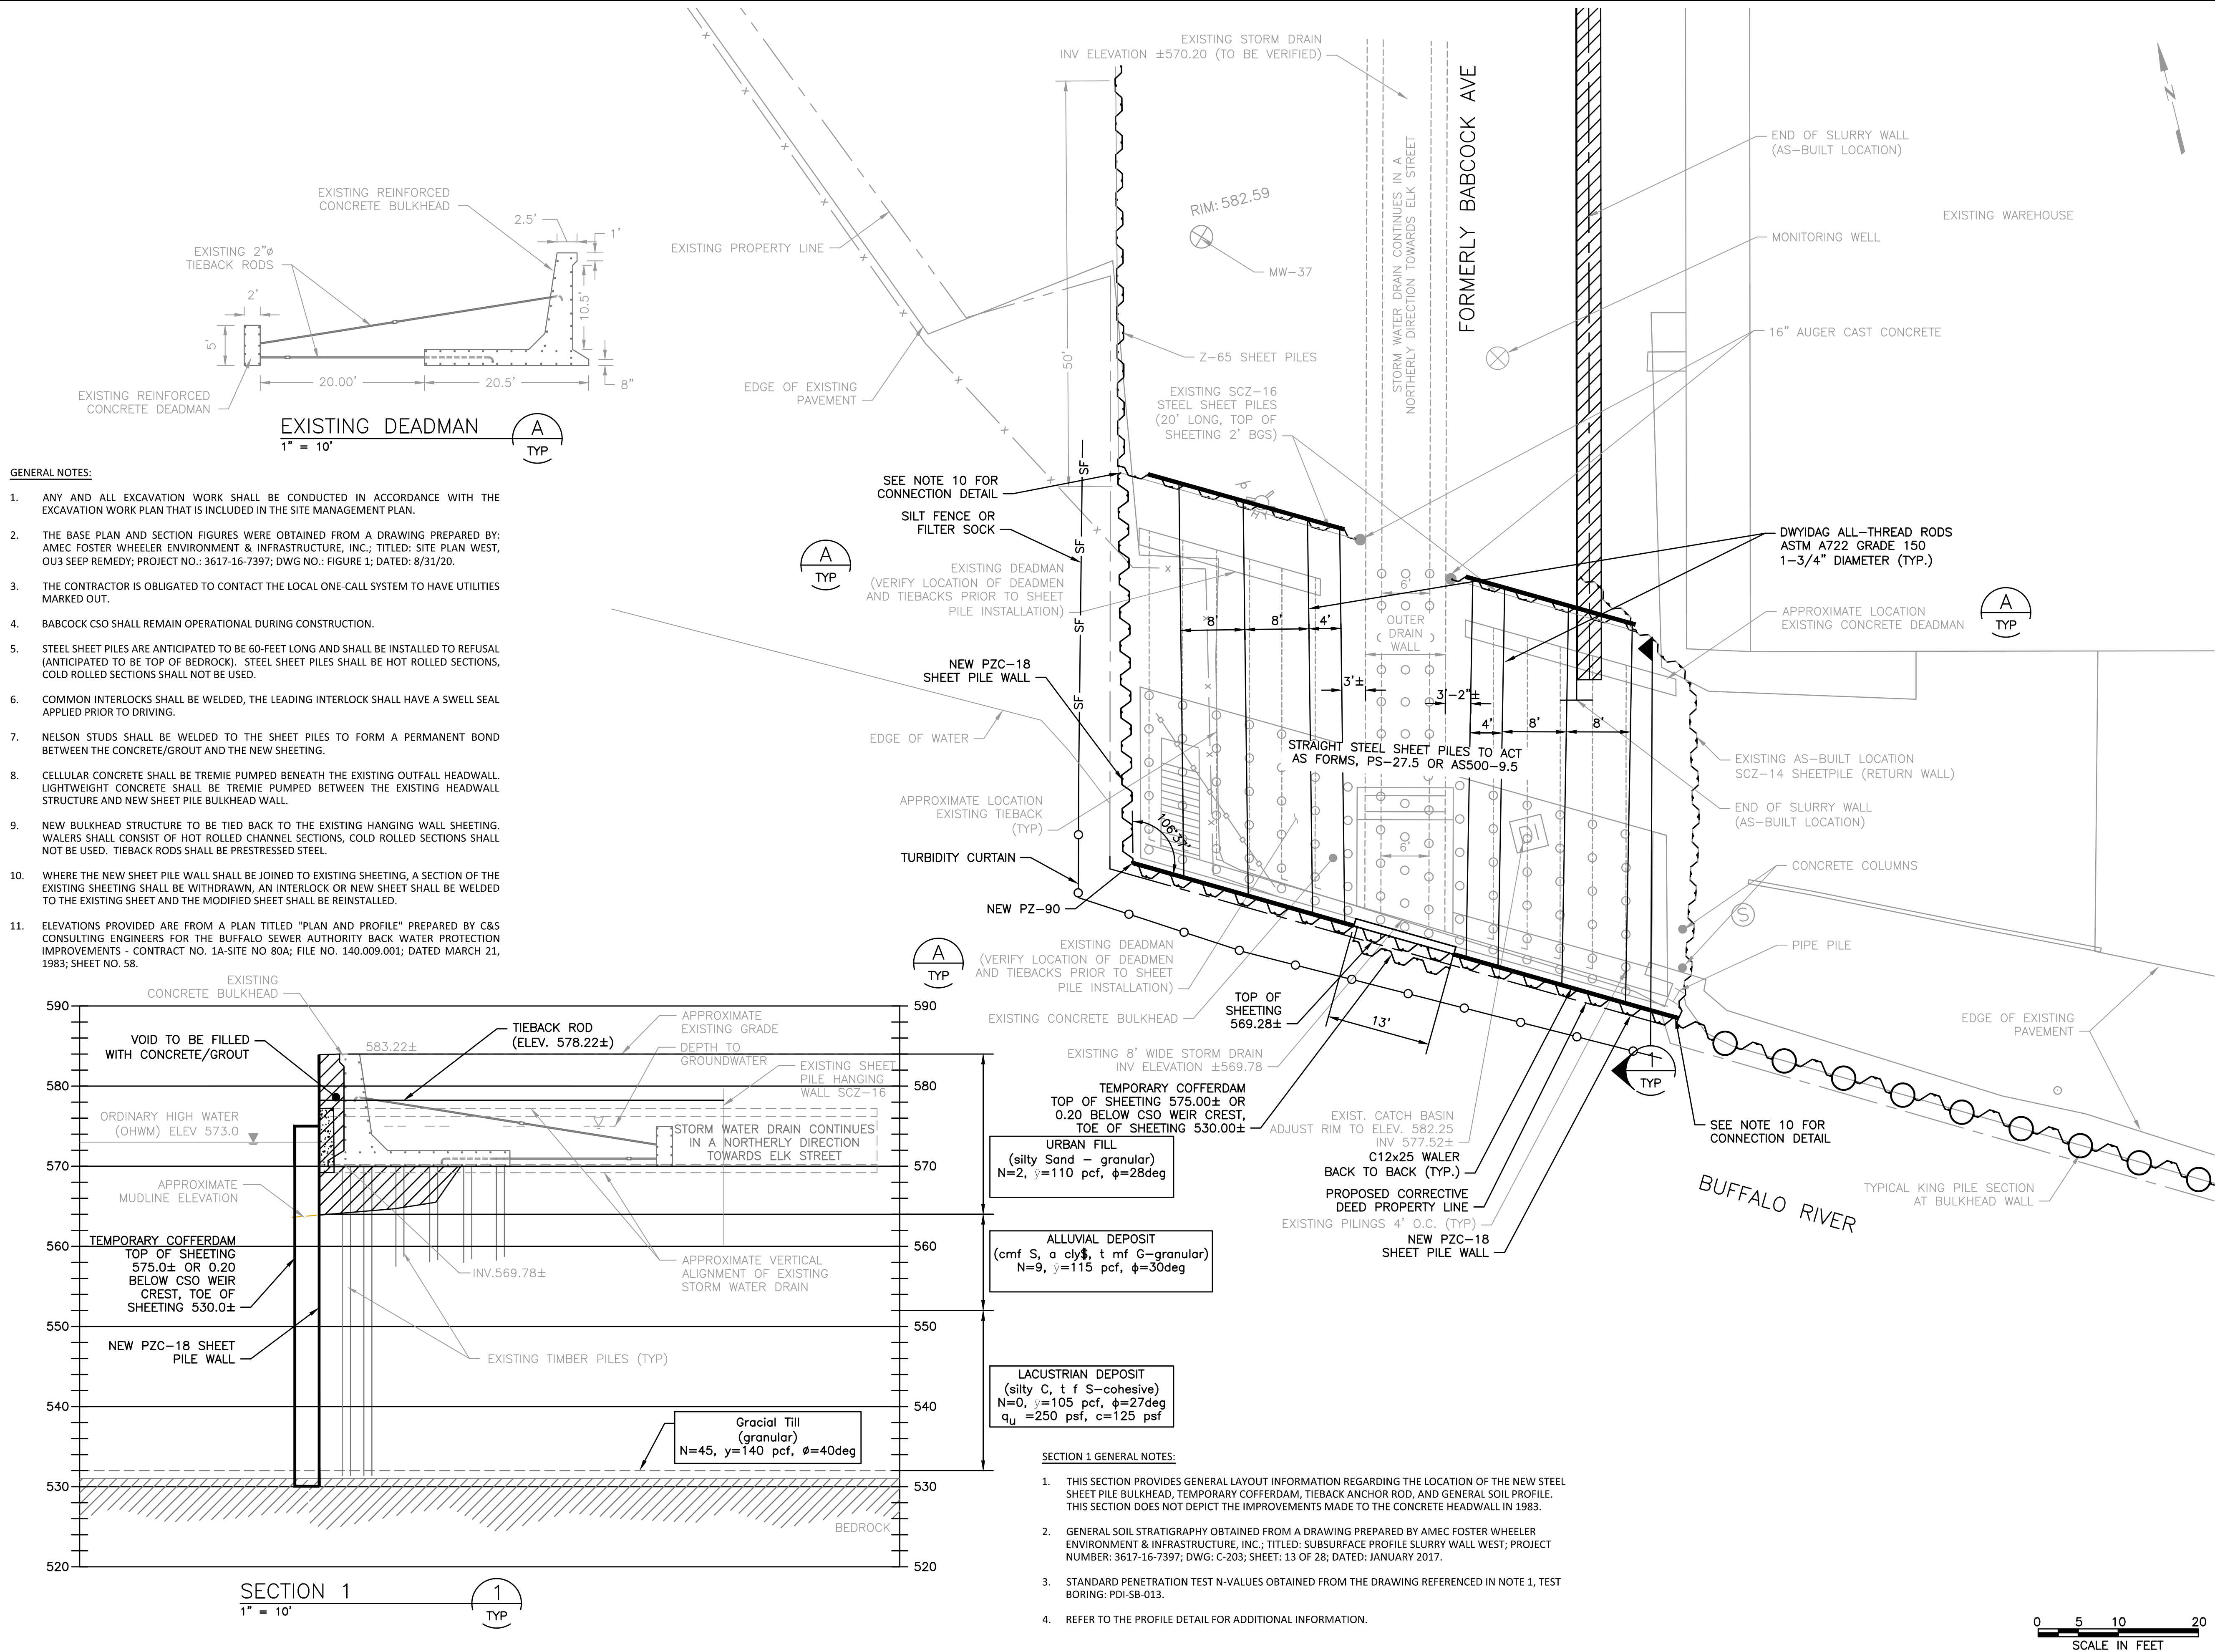 EXISTING STORM DRAIN
INV ELEVATION ±570.20 (TO BE VERIFIED)
FORMERLY BABCOCK AVE
STORM WATER DRAIN CONTINUES IN A
NORTHERLY DIRECTION TOWARDS ELK STREET
N
END OF SLURRY WALL
(AS-BUILT LOCATION)
EXISTING WAREHOUSE
MONITORING WELL
16" AUGER CAST CONCRETE
RIM: 582.59
MW-37
EXISTING PROPERTY LINE
50'
Z-65 SHEET PILES
EDGE OF EXISTING
PAVEMENT
EXISTING SCZ-16
STEEL SHEET PILES
(20' LONG, TOP OF
SHEETING 2' BGS)
EXISTING REINFORCED
CONCRETE BULKHEAD
2.5'
1'
EXISTING 2"ø
TIEBACK RODS
2'
10.5'
5'
20.00'
20.5'
8"
EXISTING REINFORCED
CONCRETE DEADMAN
EXISTING DEADMAN
1" = 10'
A
TYP
GENERAL NOTES:
1. ANY AND ALL EXCAVATION WORK SHALL BE CONDUCTED IN ACCORDANCE WITH THE
EXCAVATION WORK PLAN THAT IS INCLUDED IN THE SITE MANAGEMENT PLAN.
2. THE BASE PLAN AND SECTION FIGURES WERE OBTAINED FROM A DRAWING PREPARED BY:
AMEC FOSTER WHEELER ENVIRONMENT & INFRASTRUCTURE, INC.; TITLED: SITE PLAN WEST,
OU3 SEEP REMEDY; PROJECT NO.: 3617-16-7397; DWG NO.: FIGURE 1; DATED: 8/31/20.
3. THE CONTRACTOR IS OBLIGATED TO CONTACT THE LOCAL ONE-CALL SYSTEM TO HAVE UTILITIES
MARKED OUT.
4. BABCOCK CSO SHALL REMAIN OPERATIONAL DURING CONSTRUCTION.
5. STEEL SHEET PILES ARE ANTICIPATED TO BE 60-FEET LONG AND SHALL BE INSTALLED TO REFUSAL
(ANTICIPATED TO BE TOP OF BEDROCK). STEEL SHEET PILES SHALL BE HOT ROLLED SECTIONS,
COLD ROLLED SECTIONS SHALL NOT BE USED.
6. COMMON INTERLOCKS SHALL BE WELDED, THE LEADING INTERLOCK SHALL HAVE A SWELL SEAL
APPLIED PRIOR TO DRIVING.
7. NELSON STUDS SHALL BE WELDED TO THE SHEET PILES TO FORM A PERMANENT BOND
BETWEEN THE CONCRETE/GROUT AND THE NEW SHEETING.
8. CELLULAR CONCRETE SHALL BE TREMIE PUMPED BENEATH THE EXISTING OUTFALL HEADWALL.
LIGHTWEIGHT CONCRETE SHALL BE TREMIE PUMPED BETWEEN THE EXISTING HEADWALL
STRUCTURE AND NEW SHEET PILE BULKHEAD WALL.
9. NEW BULKHEAD STRUCTURE TO BE TIED BACK TO THE EXISTING HANGING WALL SHEETING.
WALERS SHALL CONSIST OF HOT ROLLED CHANNEL SECTIONS, COLD ROLLED SECTIONS SHALL
NOT BE USED. TIEBACK RODS SHALL BE PRESTRESSED STEEL.
10. WHERE THE NEW SHEET PILE WALL SHALL BE JOINED TO EXISTING SHEETING, A SECTION OF THE
EXISTING SHEETING SHALL BE WITHDRAWN, AN INTERLOCK OR NEW SHEET SHALL BE WELDED
TO THE EXISTING SHEET AND THE MODIFIED SHEET SHALL BE REINSTALLED.
11. ELEVATIONS PROVIDED ARE FROM A PLAN TITLED "PLAN AND PROFILE" PREPARED BY C&S
CONSULTING ENGINEERS FOR THE BUFFALO SEWER AUTHORITY BACK WATER PROTECTION
IMPROVEMENTS - CONTRACT NO. 1A-SITE NO 80A; FILE NO. 140.009.001; DATED MARCH 21,
1983; SHEET NO. 58.
SEE NOTE 10 FOR
CONNECTION DETAIL
SILT FENCE OR
FILTER SOCK
SF
SF
SF
SF
A
TYP
EXISTING DEADMAN
(VERIFY LOCATION OF DEADMEN
AND TIEBACKS PRIOR TO SHEET
PILE INSTALLATION)
NEW PZC-18
SHEET PILE WALL
EDGE OF WATER
APPROXIMATE LOCATION
EXISTING TIEBACK
(TYP)
TURBIDITY CURTAIN
NEW PZ-90
106°37'
8'
8'
4'
3'±
6'
OUTER
DRAIN
WALL
3'-2"±
4'
8'
8'
STRAIGHT STEEL SHEET PILES TO ACT
AS FORMS, PS-27.5 OR AS500-9.5
6'
DWYIDAG ALL-THREAD RODS
ASTM A722 GRADE 150
1-3/4" DIAMETER (TYP.)
APPROXIMATE LOCATION
EXISTING CONCRETE DEADMAN
A
TYP
EXISTING AS-BUILT LOCATION
SCZ-14 SHEETPILE (RETURN WALL)
END OF SLURRY WALL
(AS-BUILT LOCATION)
CONCRETE COLUMNS
S
PIPE PILE
EDGE OF EXISTING
PAVEMENT
A
TYP
EXISTING DEADMAN
(VERIFY LOCATION OF DEADMEN
AND TIEBACKS PRIOR TO SHEET
PILE INSTALLATION)
EXISTING CONCRETE BULKHEAD
TOP OF
SHEETING
569.28±
13'
EXISTING 8' WIDE STORM DRAIN
INV ELEVATION ±569.78
TEMPORARY COFFERDAM
TOP OF SHEETING 575.00± OR
0.20 BELOW CSO WEIR CREST,
TOE OF SHEETING 530.00±
EXIST. CATCH BASIN
ADJUST RIM TO ELEV. 582.25
INV 577.52±
C12x25 WALER
BACK TO BACK (TYP.)
PROPOSED CORRECTIVE
DEED PROPERTY LINE
EXISTING PILINGS 4' O.C. (TYP)
NEW PZC-18
SHEET PILE WALL
1
TYP
SEE NOTE 10 FOR
CONNECTION DETAIL
BUFFALO RIVER
TYPICAL KING PILE SECTION
AT BULKHEAD WALL
EXISTING
CONCRETE BULKHEAD
590
580
570
560
550
540
530
520
VOID TO BE FILLED
WITH CONCRETE/GROUT
583.22±
TIEBACK ROD
(ELEV. 578.22±)
APPROXIMATE
EXISTING GRADE
DEPTH TO
GROUNDWATER
EXISTING SHEET
PILE HANGING
WALL SCZ-16
ORDINARY HIGH WATER
(OHWM) ELEV 573.0
STORM WATER DRAIN CONTINUES
IN A NORTHERLY DIRECTION
TOWARDS ELK STREET
APPROXIMATE
MUDLINE ELEVATION
TEMPORARY COFFERDAM
TOP OF SHEETING
575.0± OR 0.20
BELOW CSO WEIR
CREST, TOE OF
SHEETING 530.0±
INV.569.78±
APPROXIMATE VERTICAL
ALIGNMENT OF EXISTING
STORM WATER DRAIN
NEW PZC-18 SHEET
PILE WALL
EXISTING TIMBER PILES (TYP)
Gracial Till
(granular)
N=45, y=140 pcf, ø=40deg
BEDROCK
590
580
570
560
550
540
530
520
URBAN FILL
(silty Sand - granular)
N=2, ŷ=110 pcf, ϕ=28deg
ALLUVIAL DEPOSIT
(cmf S, a cly$, t mf G-granular)
N=9, ŷ=115 pcf, ϕ=30deg
LACUSTRIAN DEPOSIT
(silty C, t f S-cohesive)
N=0, ŷ=105 pcf, ϕ=27deg
qu =250 psf, c=125 psf
SECTION 1
1" = 10'
1
TYP
SECTION 1 GENERAL NOTES:
1. THIS SECTION PROVIDES GENERAL LAYOUT INFORMATION REGARDING THE LOCATION OF THE NEW STEEL
SHEET PILE BULKHEAD, TEMPORARY COFFERDAM, TIEBACK ANCHOR ROD, AND GENERAL SOIL PROFILE.
THIS SECTION DOES NOT DEPICT THE IMPROVEMENTS MADE TO THE CONCRETE HEADWALL IN 1983.
2. GENERAL SOIL STRATIGRAPHY OBTAINED FROM A DRAWING PREPARED BY AMEC FOSTER WHEELER
ENVIRONMENT & INFRASTRUCTURE, INC.; TITLED: SUBSURFACE PROFILE SLURRY WALL WEST; PROJECT
NUMBER: 3617-16-7397; DWG: C-203; SHEET: 13 OF 28; DATED: JANUARY 2017.
3. STANDARD PENETRATION TEST N-VALUES OBTAINED FROM THE DRAWING REFERENCED IN NOTE 1, TEST
BORING: PDI-SB-013.
4. REFER TO THE PROFILE DETAIL FOR ADDITIONAL INFORMATION.
0 5 10 20
SCALE IN FEET